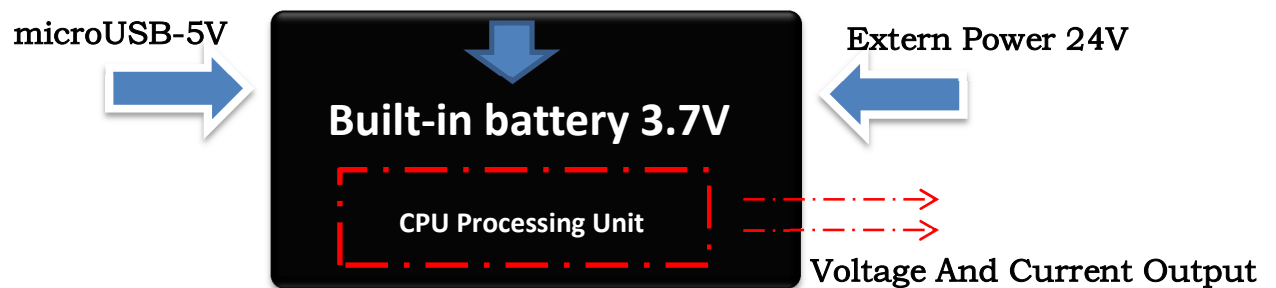 microUSB-5V
Extern Power 24V
Built-in battery 3.7V
CPU Processing Unit
Voltage And Current Output